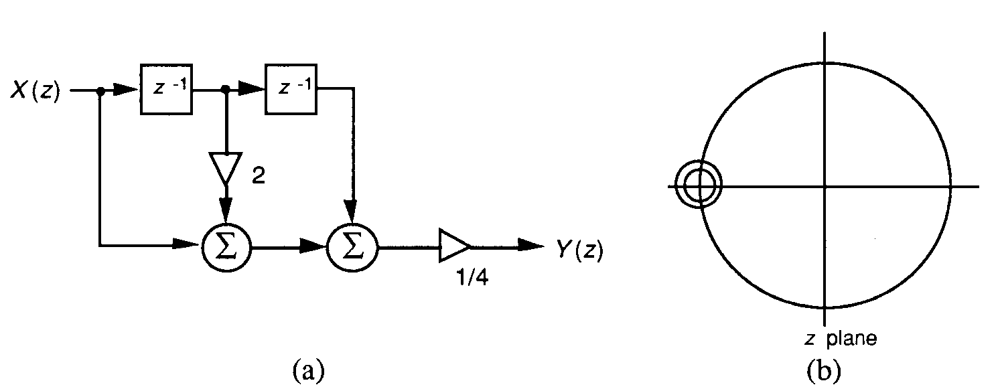 X(z)
z⁻¹
z⁻¹
2
Σ
Σ
1/4
Y(z)
z plane
(a)
(b)